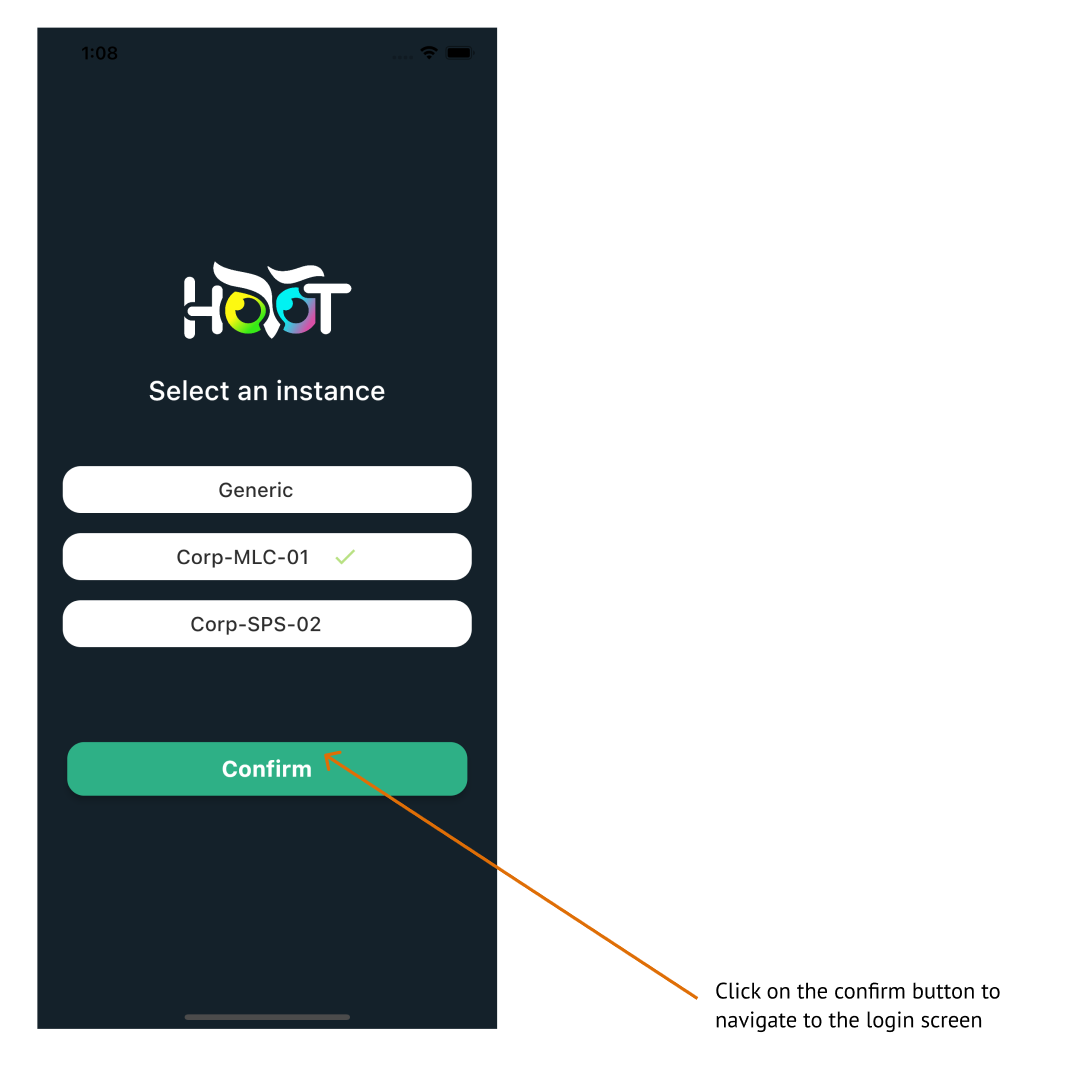 1:08
HOOT
Select an instance
Generic
Corp-MLC-01
Corp-SPS-02
Confirm
Click on the confirm button to
navigate to the login screen